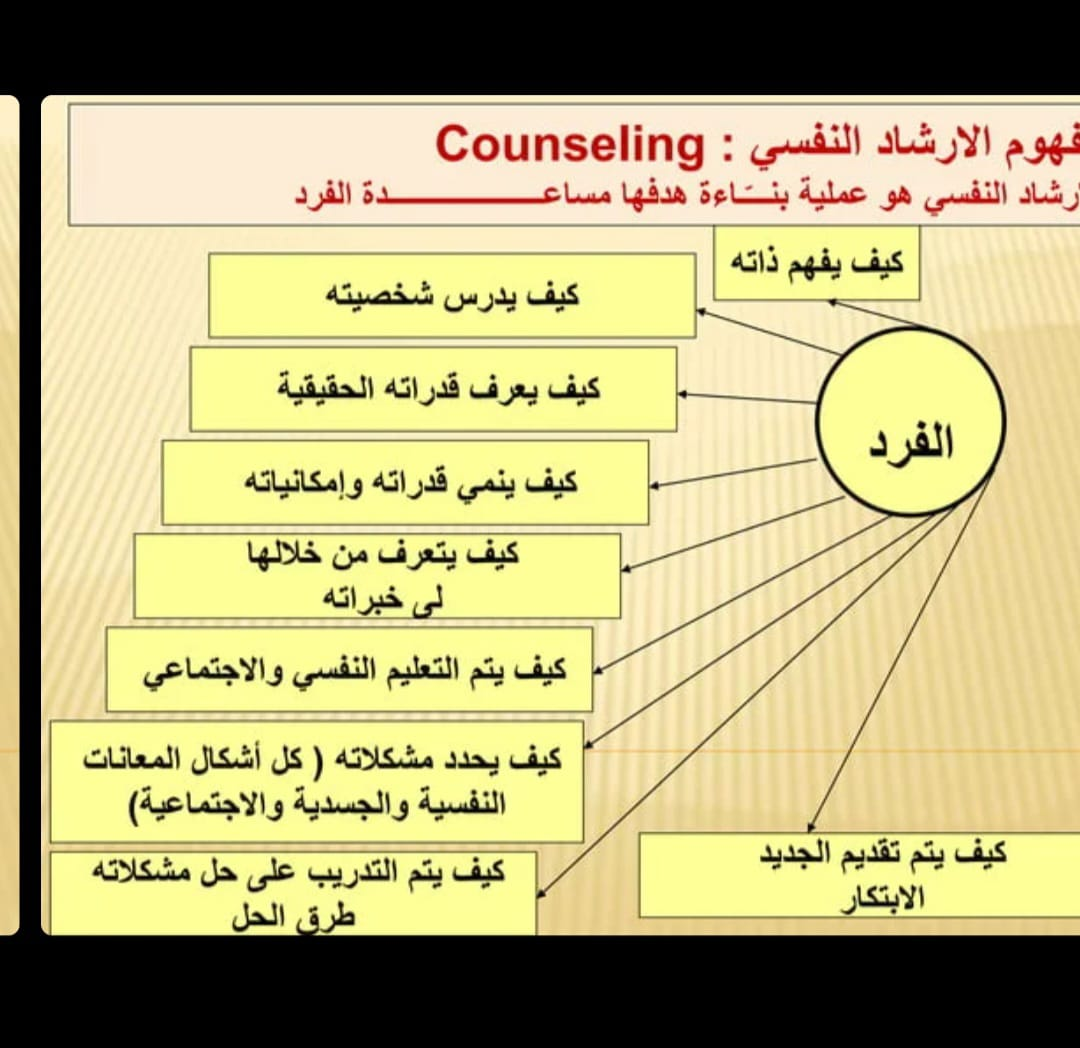 فهوم الارشاد النفسي : Counseling
رشاد النفسي هو عملية بنـَـاءة هدفها مساعــــــــــــدة الفرد
كيف يفهم ذاته
كيف يدرس شخصيته
كيف يعرف قدراته الحقيقية
الفرد
كيف ينمي قدراته وإمكانياته
كيف يتعرف من خلالها
لى خبراته
كيف يتم التعليم النفسي والاجتماعي
كيف يحدد مشكلاته ( كل أشكال المعانات
النفسية والجسدية والاجتماعية)
كيف يتم التدريب على حل مشكلاته
طرق الحل
كيف يتم تقديم الجديد
الابتكار